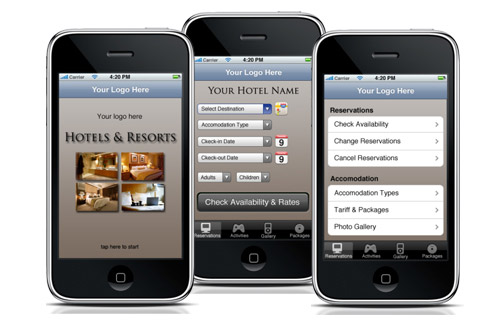 Carrier 4:20 PM
Your Logo Here
Your logo here
HOTELS & RESORTS
tap here to start
Carrier 4:20 PM
Your Logo Here
YOUR HOTEL NAME
Select Destination
Accomodation Type
Check-in Date 9
Check-out Date 9
Adults Children
Check Availability & Rates
Reservations Activities Gallery Packages
Carrier 4:20 PM
Your Logo Here
Reservations
Check Availability
Change Reservations
Cancel Reservations
Accomodation
Accomodation Types
Tariff & Packages
Photo Gallery
Reservations Activities Gallery Packages